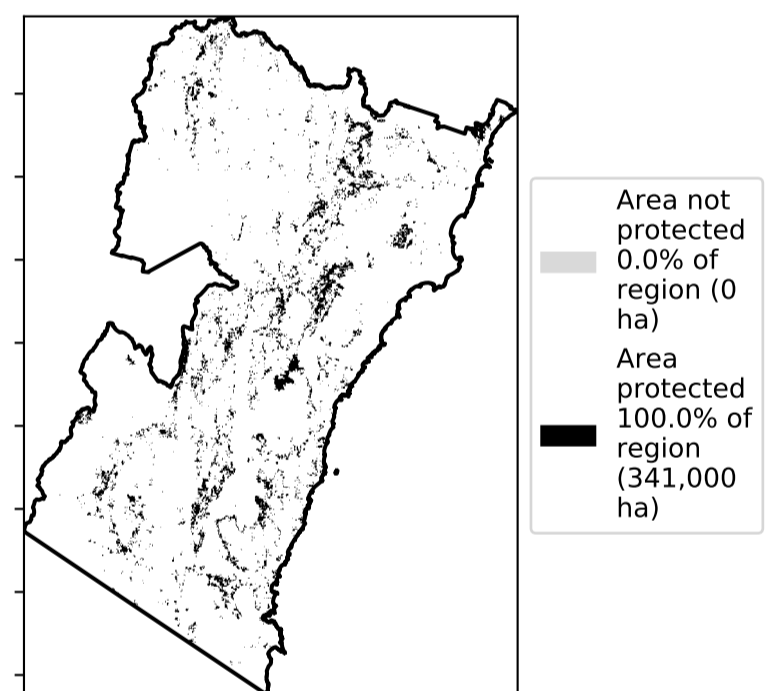 Area not
protected
0.0% of
region (0
ha)
Area
protected
100.0% of
region
(341,000
ha)